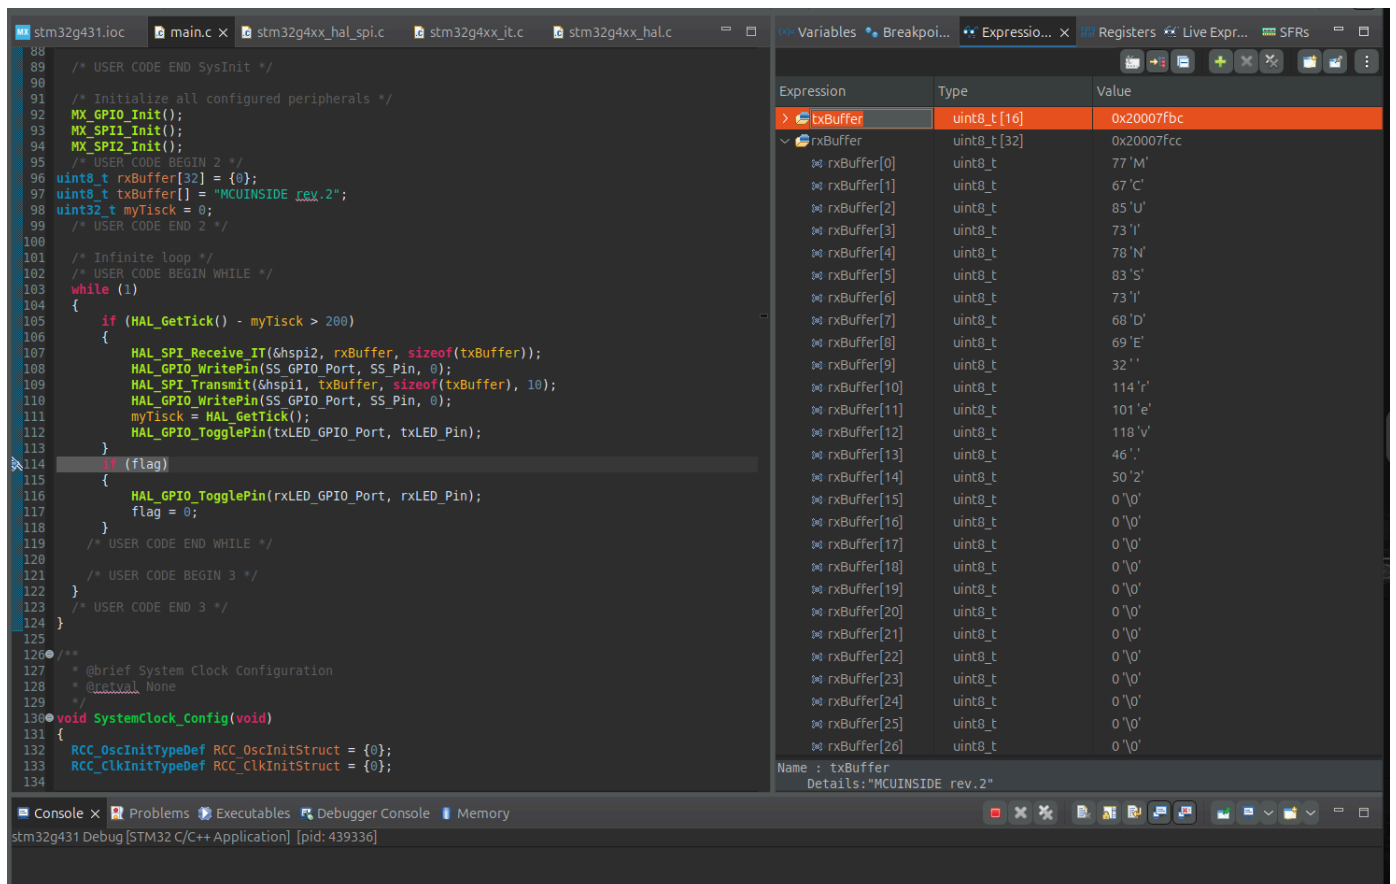 MX stm32g431.ioc
main.c
stm32g4xx_hal_spi.c
stm32g4xx_it.c
stm32g4xx_hal.c
88
89 /* USER CODE END SysInit */
90
91 /* Initialize all configured peripherals */
92 MX_GPIO_Init();
93 MX_SPI1_Init();
94 MX_SPI2_Init();
95 /* USER CODE BEGIN 2 */
96 uint8_t rxBuffer[32] = {0};
97 uint8_t txBuffer[] = "MCUINSIDE rev.2";
98 uint32_t myTisck = 0;
99 /* USER CODE END 2 */
100
101 /* Infinite loop */
102 /* USER CODE BEGIN WHILE */
103 while (1)
104 {
105 if (HAL_GetTick() - myTisck > 200)
106 {
107 HAL_SPI_Receive_IT(&hspi2, rxBuffer, sizeof(txBuffer));
108 HAL_GPIO_WritePin(SS_GPIO_Port, SS_Pin, 0);
109 HAL_SPI_Transmit(&hspi1, txBuffer, sizeof(txBuffer), 10);
110 HAL_GPIO_WritePin(SS_GPIO_Port, SS_Pin, 0);
111 myTisck = HAL_GetTick();
112 HAL_GPIO_TogglePin(txLED_GPIO_Port, txLED_Pin);
113 }
114 if (flag)
115 {
116 HAL_GPIO_TogglePin(rxLED_GPIO_Port, rxLED_Pin);
117 flag = 0;
118 }
119 /* USER CODE END WHILE */
120
121 /* USER CODE BEGIN 3 */
122 }
123 /* USER CODE END 3 */
124 }
125
126 /**
127 * @brief System Clock Configuration
128 * @retval None
129 */
130 void SystemClock_Config(void)
131 {
132 RCC_OscInitTypeDef RCC_OscInitStruct = {0};
133 RCC_ClkInitTypeDef RCC_ClkInitStruct = {0};
134
Variables
Breakpoi...
Expressio...
Registers
Live Expr...
SFRs
Expression Type Value
txBuffer uint8_t [16] 0x20007fbc
rxBuffer uint8_t [32] 0x20007fcc
rxBuffer[0] uint8_t 77 'M'
rxBuffer[1] uint8_t 67 'C'
rxBuffer[2] uint8_t 85 'U'
rxBuffer[3] uint8_t 73 'I'
rxBuffer[4] uint8_t 78 'N'
rxBuffer[5] uint8_t 83 'S'
rxBuffer[6] uint8_t 73 'I'
rxBuffer[7] uint8_t 68 'D'
rxBuffer[8] uint8_t 69 'E'
rxBuffer[9] uint8_t 32 ' '
rxBuffer[10] uint8_t 114 'r'
rxBuffer[11] uint8_t 101 'e'
rxBuffer[12] uint8_t 118 'v'
rxBuffer[13] uint8_t 46 '.'
rxBuffer[14] uint8_t 50 '2'
rxBuffer[15] uint8_t 0 '\0'
rxBuffer[16] uint8_t 0 '\0'
rxBuffer[17] uint8_t 0 '\0'
rxBuffer[18] uint8_t 0 '\0'
rxBuffer[19] uint8_t 0 '\0'
rxBuffer[20] uint8_t 0 '\0'
rxBuffer[21] uint8_t 0 '\0'
rxBuffer[22] uint8_t 0 '\0'
rxBuffer[23] uint8_t 0 '\0'
rxBuffer[24] uint8_t 0 '\0'
rxBuffer[25] uint8_t 0 '\0'
rxBuffer[26] uint8_t 0 '\0'
Name : txBuffer
Details:"MCUINSIDE rev.2"
Console
Problems
Executables
Debugger Console
Memory
stm32g431 Debug [STM32 C/C++ Application] [pid: 439336]